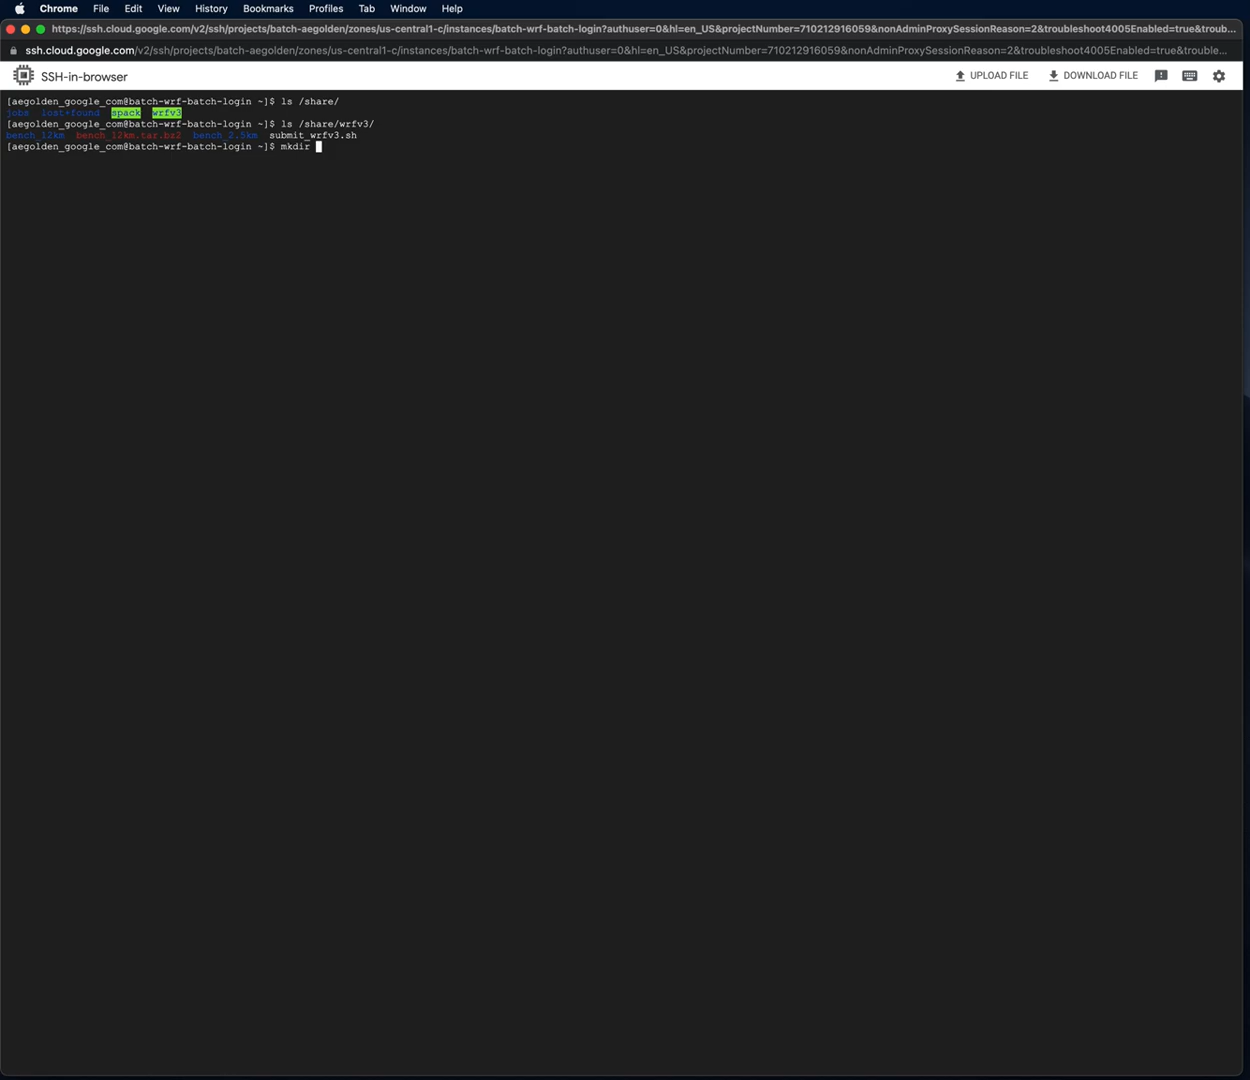 Chrome File Edit View History Bookmarks Profiles Tab Window Help
https://ssh.cloud.google.com/v2/ssh/projects/batch-aegolden/zones/us-central1-c/instances/batch-wrf-batch-login?authuser=0&hl=en_US&projectNumber=710212916059&nonAdminProxySessionReason=2&troubleshoot4005Enabled=true&troub...
ssh.cloud.google.com/v2/ssh/projects/batch-aegolden/zones/us-central1-c/instances/batch-wrf-batch-login?authuser=0&hl=en_US&projectNumber=710212916059&nonAdminProxySessionReason=2&troubleshoot4005Enabled=true&trouble...
SSH-in-browser UPLOAD FILE DOWNLOAD FILE
[aegolden_google_com@batch-wrf-batch-login ~]$ ls /share/
jobs lost+found spack wrfv3
[aegolden_google_com@batch-wrf-batch-login ~]$ ls /share/wrfv3/
bench_12km bench_12km.tar.bz2 bench_2.5km submit_wrfv3.sh
[aegolden_google_com@batch-wrf-batch-login ~]$ mkdir